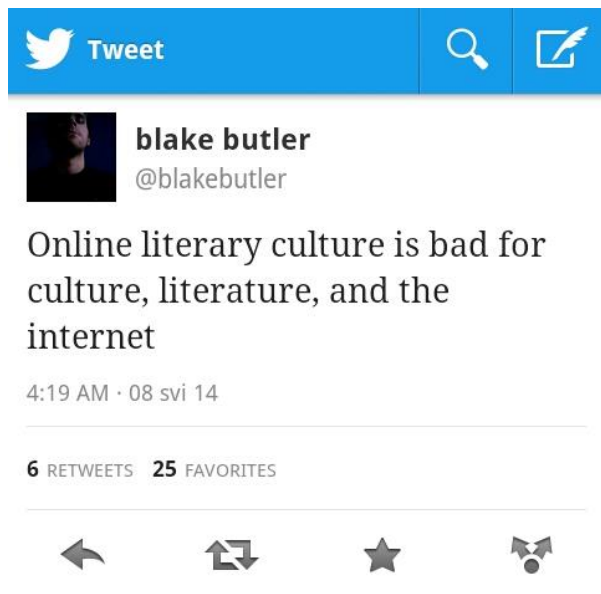 Tweet
blake butler
@blakebutler
Online literary culture is bad for
culture, literature, and the
internet
4:19 AM · 08 svi 14
6 RETWEETS 25 FAVORITES